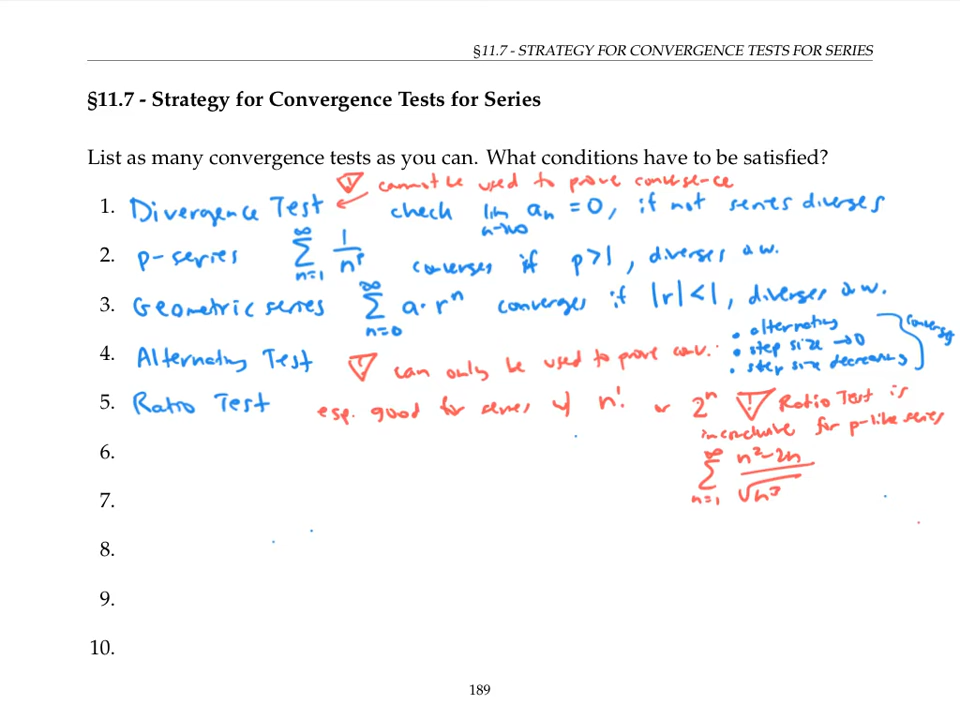 §11.7 - STRATEGY FOR CONVERGENCE TESTS FOR SERIES
§11.7 - Strategy for Convergence Tests for Series
List as many convergence tests as you can. What conditions have to be satisfied?
! cannot be used to prove convergence
1. Divergence Test check lim n→∞ aₙ = 0, if not series diverges
2. p-series ∑ n=1 ∞ 1/nᵖ converges if p>1, diverges o.w.
3. Geometric series ∑ n=0 ∞ a·rⁿ converges if |r|<1, diverges o.w.
4. Alternating Test ! can only be used to prove conv.
• alternating
• step size →0
• step size decreasing
converges
5. Ratio Test esp. good for series w/ n! or 2ⁿ ! Ratio Test is
inconclusive for p-like series
∑ n=1 ∞ n²-2n/√n³
6.
7.
8.
9.
10.
189